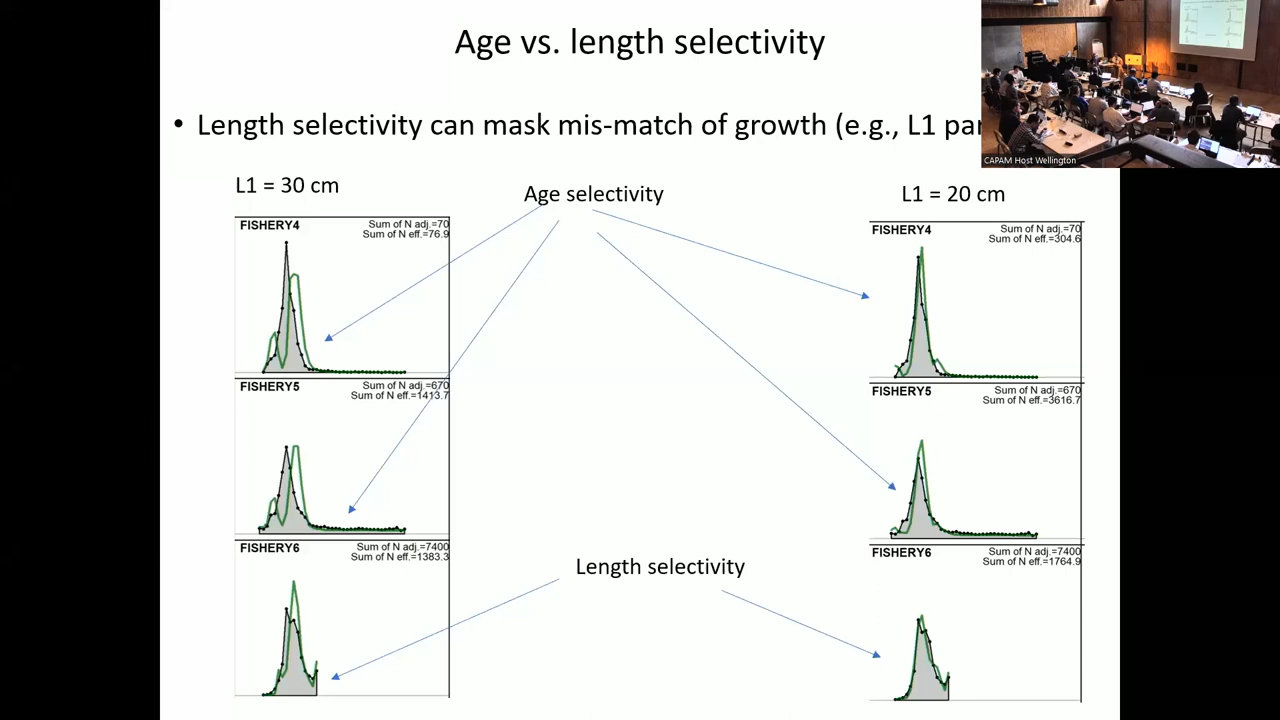 Age vs. length selectivity
• Length selectivity can mask mis-match of growth (e.g., L1 par
CAPAM Host Wellington
L1 = 30 cm
Age selectivity
L1 = 20 cm
FISHERY4
Sum of N adj.=70
Sum of N eff.=76.9
FISHERY4
Sum of N adj.=70
Sum of N eff.=304.6
FISHERY5
Sum of N adj.=670
Sum of N eff.=1413.7
FISHERY5
Sum of N adj.=670
Sum of N eff.=3616.7
FISHERY6
Sum of N adj.=7400
Sum of N eff.=1383.3
Length selectivity
FISHERY6
Sum of N adj.=7400
Sum of N eff.=1764.9